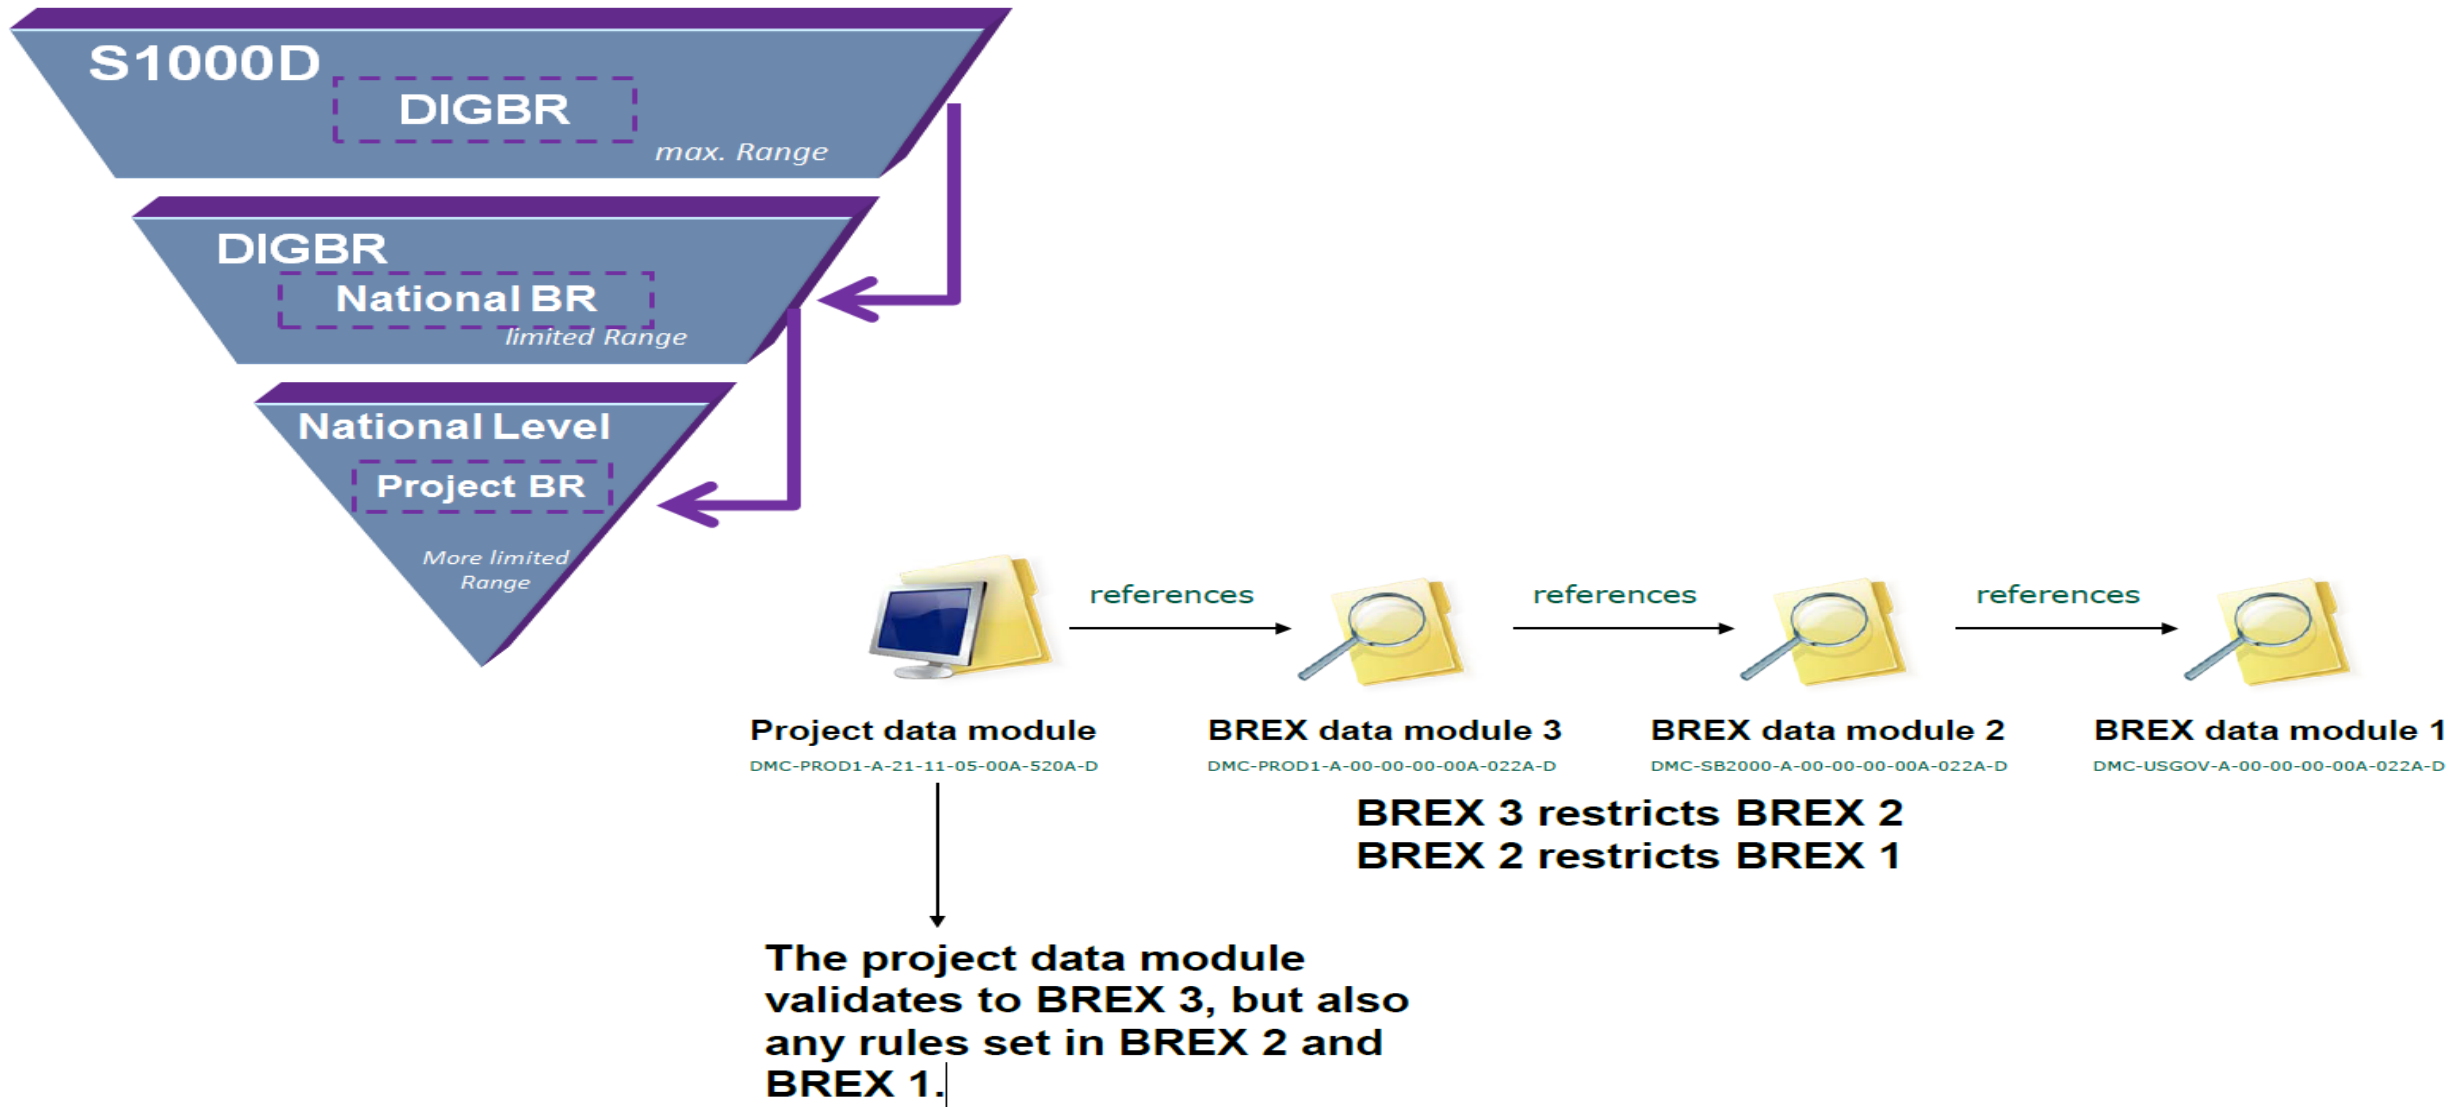 S1000D
DIGBR
max. Range
DIGBR
National BR
limited Range
National Level
Project BR
More limited
Range
references
references
references
Project data module
DMC-PROD1-A-21-11-05-00A-520A-D
BREX data module 3
DMC-PROD1-A-00-00-00-00A-022A-D
BREX data module 2
DMC-SB2000-A-00-00-00-00A-022A-D
BREX data module 1
DMC-USGOV-A-00-00-00-00A-022A-D
BREX 3 restricts BREX 2
BREX 2 restricts BREX 1
The project data module
validates to BREX 3, but also
any rules set in BREX 2 and
BREX 1.